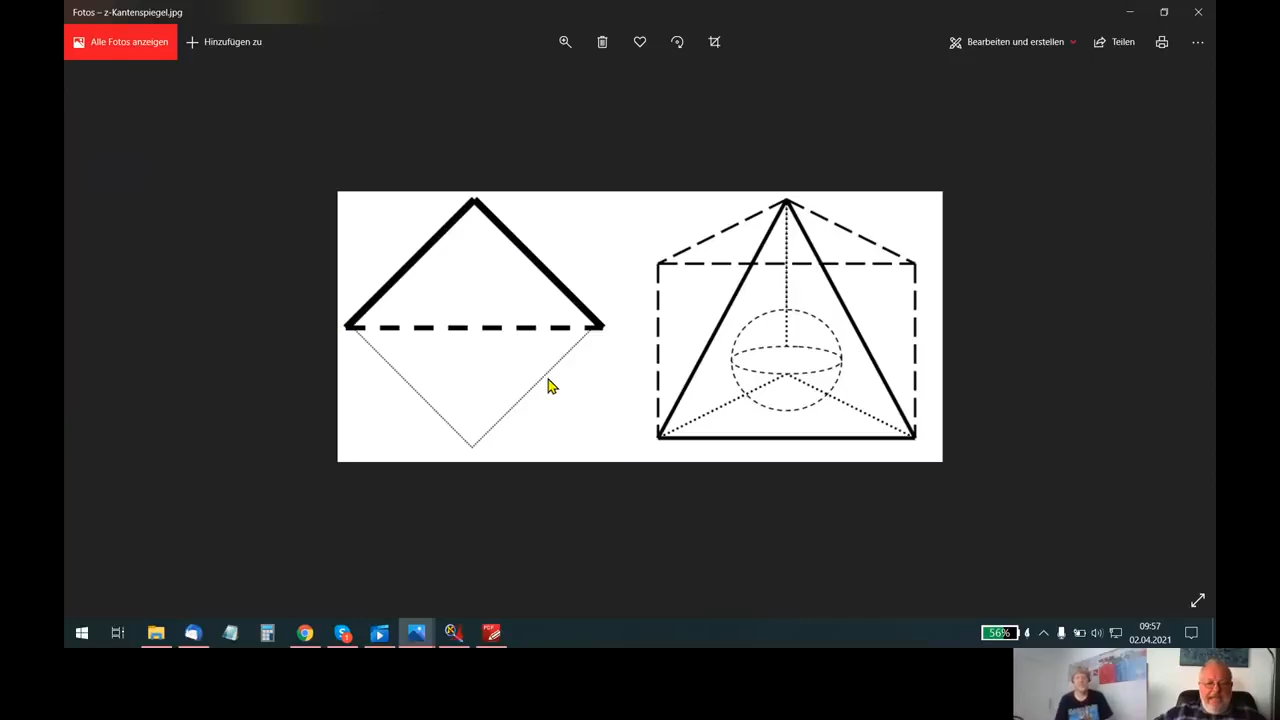 Fotos – z-Kantenspiegel.jpg
Alle Fotos anzeigen
Hinzufügen zu
Bearbeiten und erstellen
Teilen
56%
09:57
02.04.2021